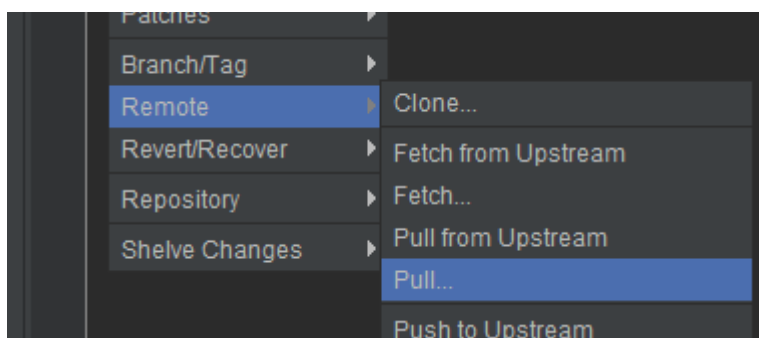 Patches
Branch/Tag
Remote
Revert/Recover
Repository
Shelve Changes
Clone...
Fetch from Upstream
Fetch...
Pull from Upstream
Pull...
Push to Upstream